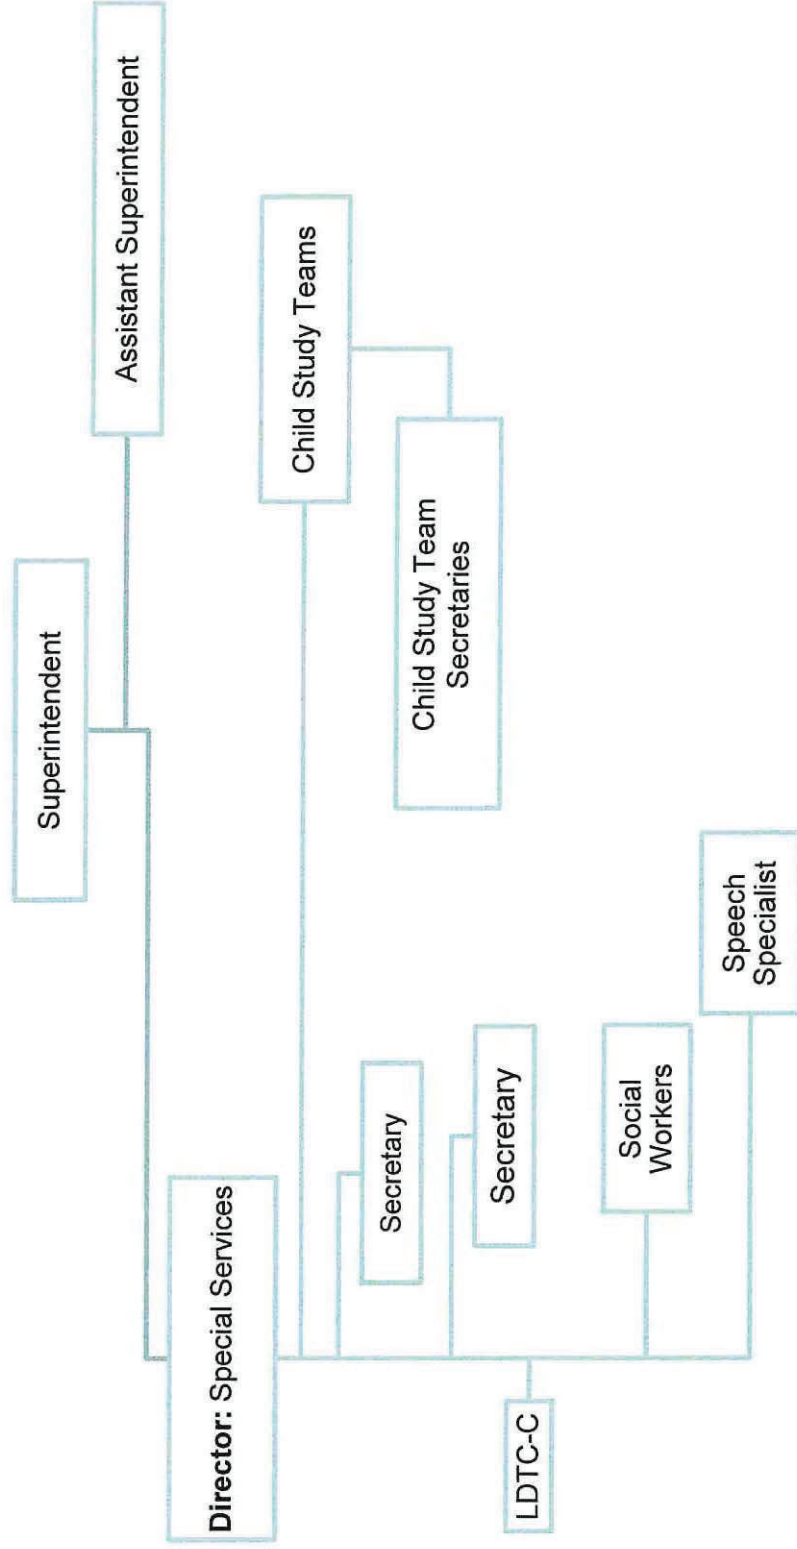 Superintendent
Assistant Superintendent
Director: Special Services
Child Study Teams
Secretary
Child Study Team
Secretaries
Secretary
LDTC-C
Social
Workers
Speech
Specialist